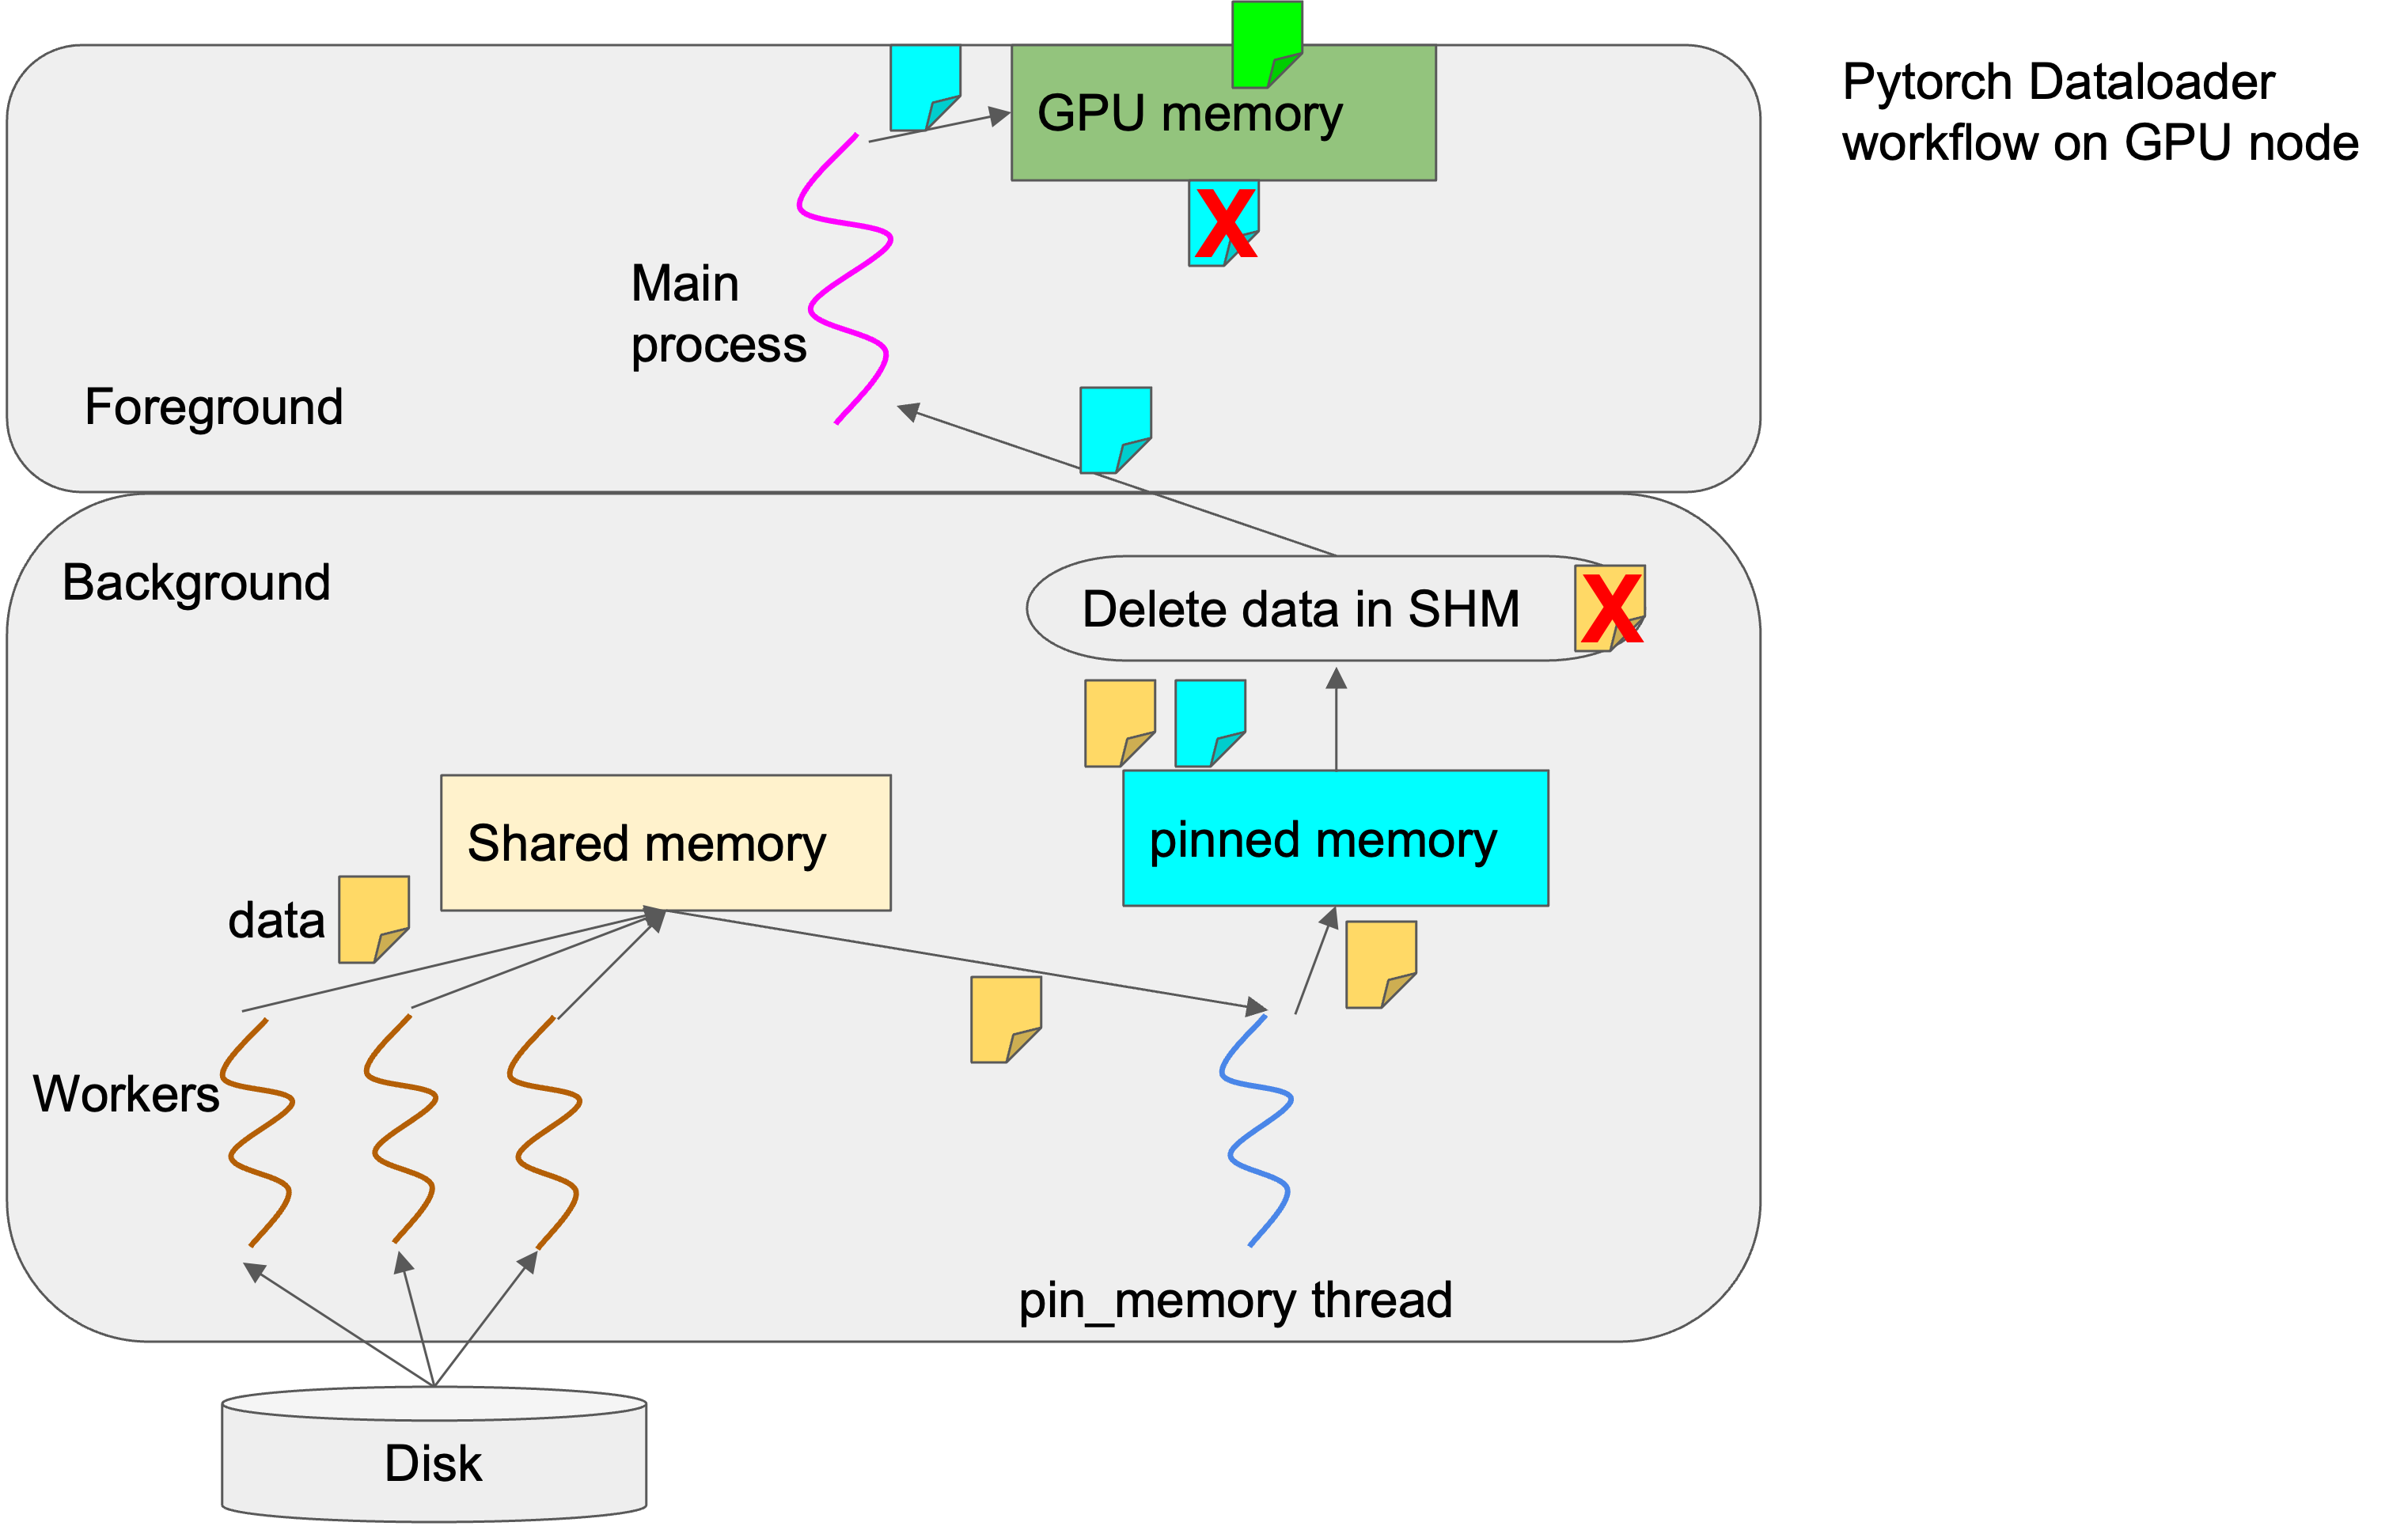 Pytorch Dataloader
workflow on GPU node
GPU memory
X
Main
process
Foreground
Background
Delete data in SHM
X
Shared memory
pinned memory
data
Workers
pin_memory thread
Disk